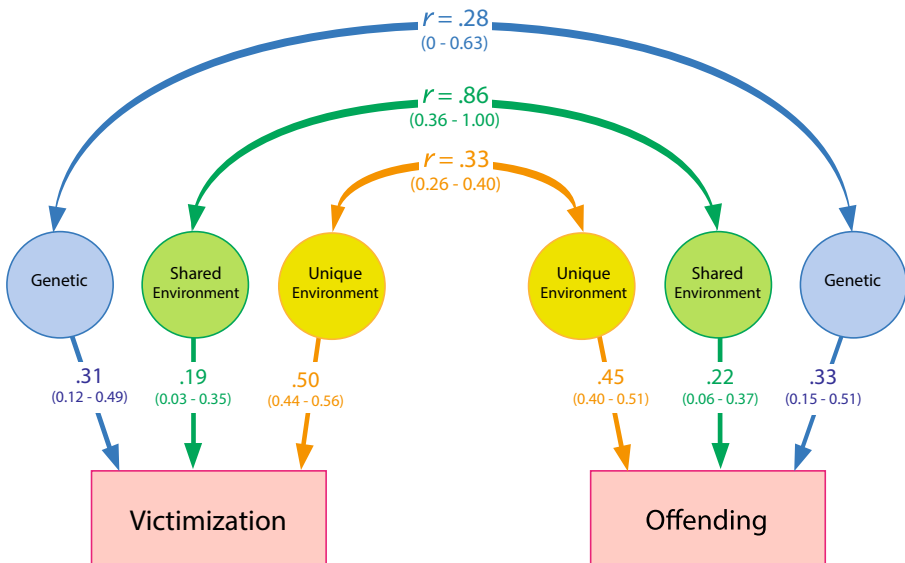 r = .28
(0 - 0.63)
r = .86
(0.36 - 1.00)
r = .33
(0.26 - 0.40)
Genetic
Shared
Environment
Unique
Environment
Unique
Environment
Shared
Environment
Genetic
.31
(0.12 - 0.49)
.19
(0.03 - 0.35)
.50
(0.44 - 0.56)
.45
(0.40 - 0.51)
.22
(0.06 - 0.37)
.33
(0.15 - 0.51)
Victimization
Offending